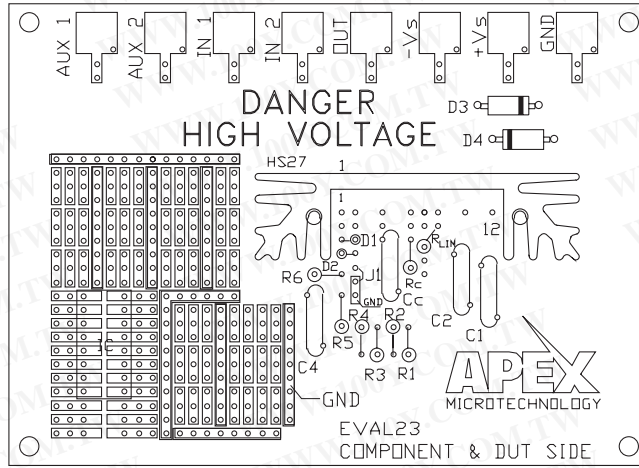 AUX 1
AUX 2
IN 1
IN 2
OUT
-Vs
+Vs
GND
DANGER
HIGH VOLTAGE
D3
D4
HS27
1
1
12
D1
RLIN
D2
R6
J1
Rc
GND
Cc
C2
C1
IC
R4
R2
R5
C4
R3
R1
APEX
MICROTECHNOLOGY
GND
EVAL23
COMPONENT & DUT SIDE